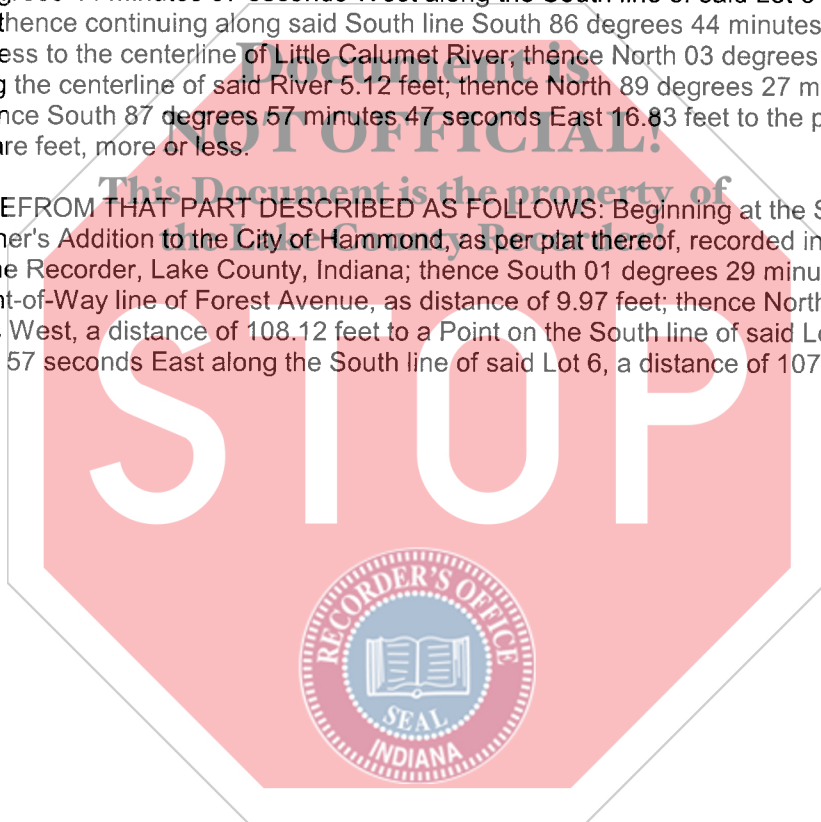 thence continuing along said South line South 86 degrees 44 minutes
ess to the centerline of Little Calumet River; thence North 03 degrees
g the centerline of said River 5.12 feet; thence North 89 degrees 27 m
nce South 87 degrees 57 minutes 47 seconds East 16.83 feet to the p
are feet, more or less.
EFROM THAT PART DESCRIBED AS FOLLOWS: Beginning at the S
ner's Addition to the City of Hammond, as per plat thereof, recorded in
e Recorder, Lake County, Indiana; thence South 01 degrees 29 minu
nt-of-Way line of Forest Avenue, as distance of 9.97 feet; thence North
West, a distance of 108.12 feet to a Point on the South line of said Lo
57 seconds East along the South line of said Lot 6, a distance of 107
Document is
NOT OFFICIAL!
This Document is the property of
the Lake County Recorder!
STOP
RECORDER'S OFFICE
SEAL
INDIANA